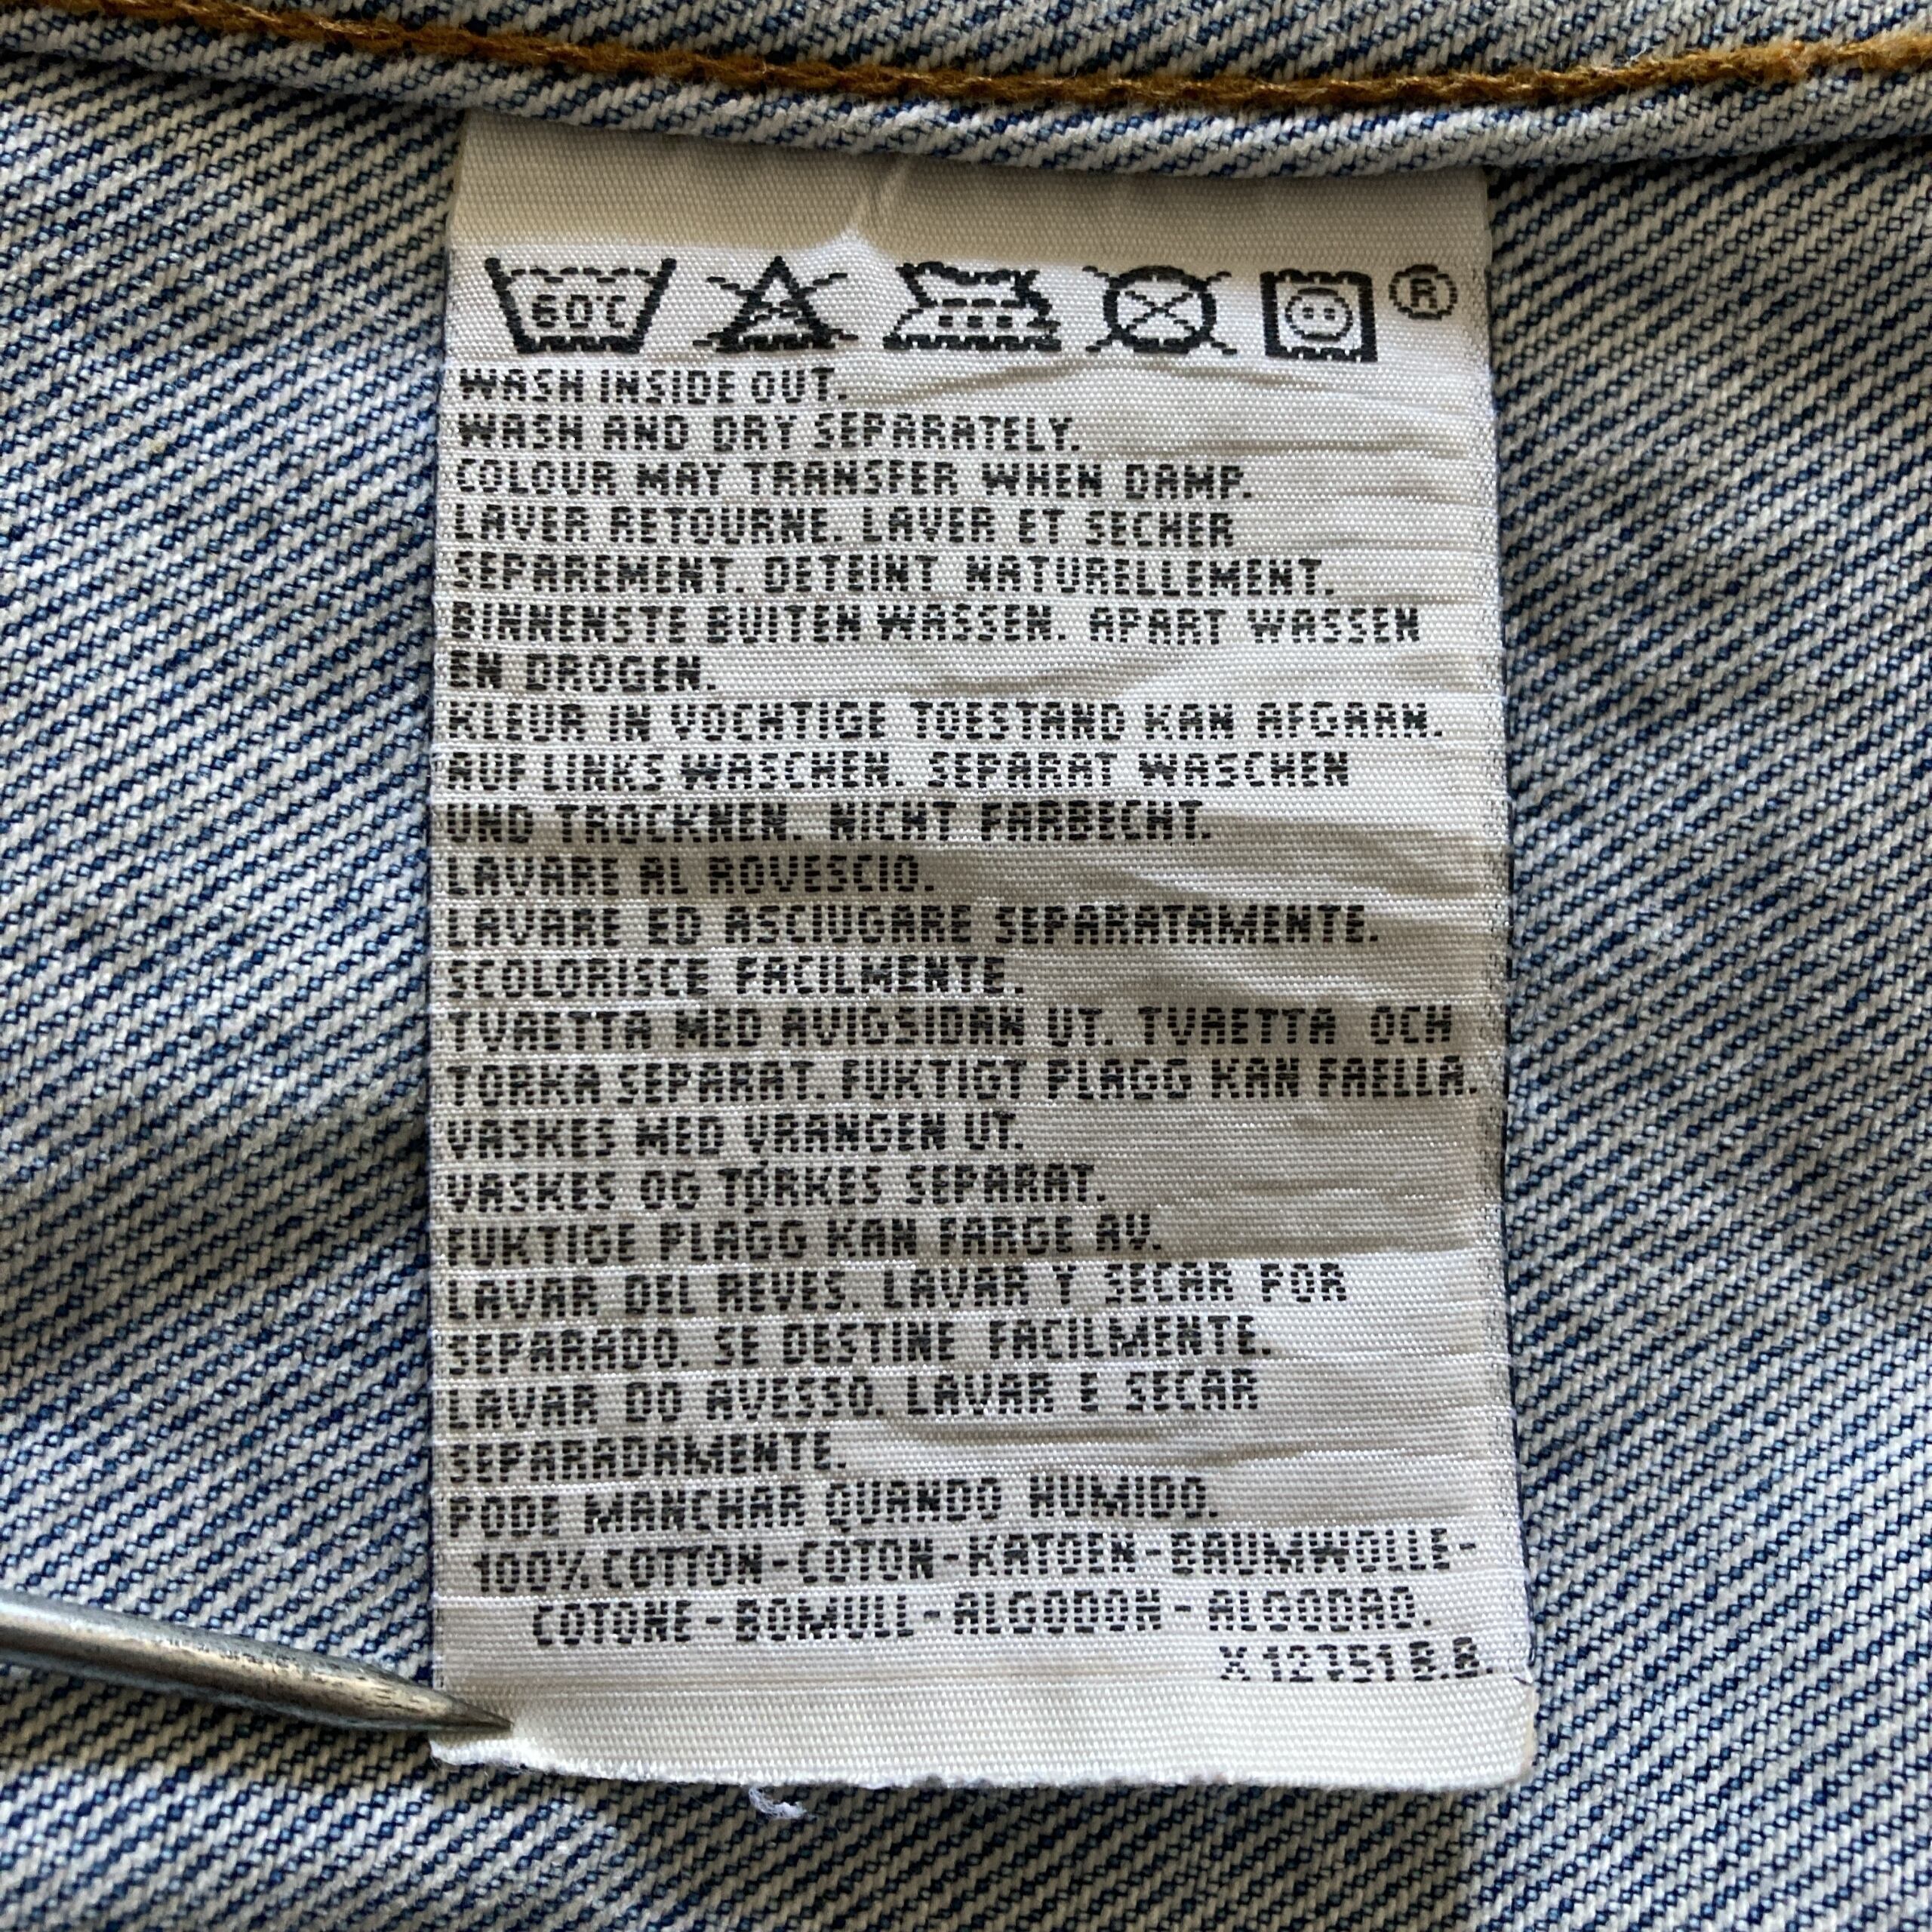 60°C ®
WASH INSIDE OUT.
WASH AND DRY SEPARATELY.
COLOUR MAY TRANSFER WHEN DAMP.
LAVER RETOURNE. LAVER ET SECHER
SEPAREMENT. DETEINT NATURELLEMENT.
BINNENSTE BUITEN WASSEN. APART WASSEN
EN DROGEN.
KLEUR IN VOCHTIGE TOESTAND KAN AFGAAN.
AUF LINKS WASCHEN. SEPARAT WASCHEN
UND TROCKNEN. NICHT FARBECHT.
LAVARE AL ROVESCIO.
LAVARE ED ASCIUGARE SEPARATAMENTE.
SCOLORISCE FACILMENTE.
TVAETTA MED AVIGSIDAN UT. TVAETTA OCH
TORKA SEPARAT. FUKTIGT PLAGG KAN FAELLA.
VASKES MED VRANGEN UT.
VASKES OG TORKES SEPARAT.
FUKTIGE PLAGG KAN FARGE AV.
LAVAR DEL REVES. LAVAR Y SECAR POR
SEPARADO. SE DESTINE FACILMENTE.
LAVAR DO AVESSO. LAVAR E SECAR
SEPARADAMENTE.
PODE MANCHAR QUANDO HUMIDO.
100% COTTON-COTON-KATOEN-BAUMWOLLE-
COTONE-BOMULL-ALGODON-ALGODAO.
X12751 B.B.